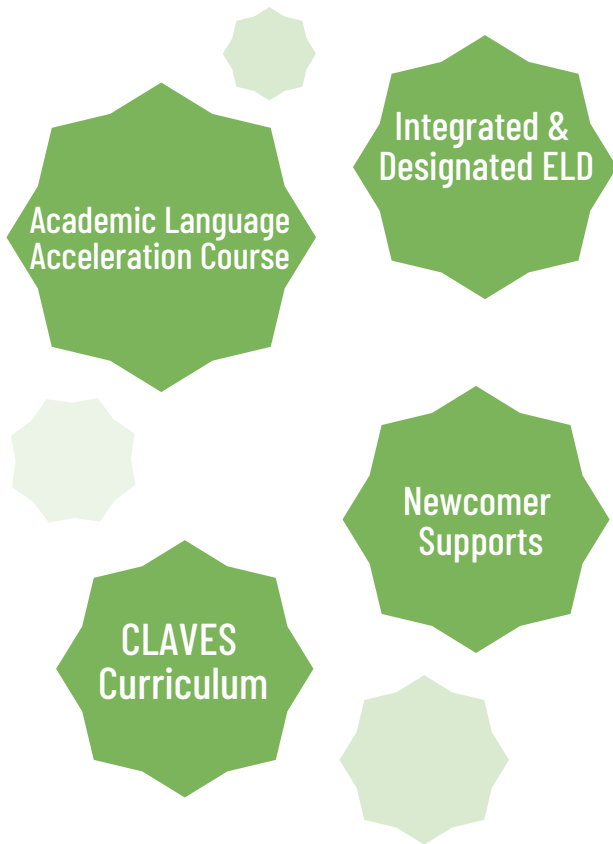 Integrated &
Designated ELD
Academic Language
Acceleration Course
Newcomer
Supports
CLAVES
Curriculum